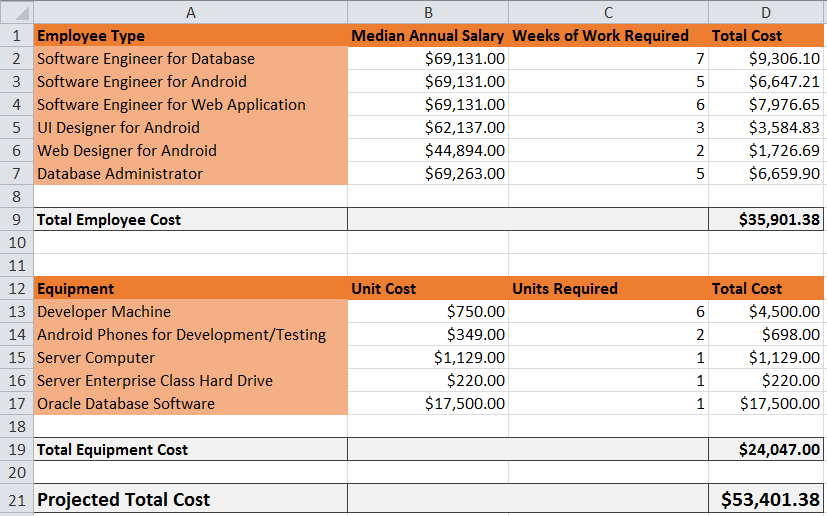 A B C D
1 Employee Type Median Annual Salary Weeks of Work Required Total Cost
2 Software Engineer for Database $69,131.00 7 $9,306.10
3 Software Engineer for Android $69,131.00 5 $6,647.21
4 Software Engineer for Web Application $69,131.00 6 $7,976.65
5 UI Designer for Android $62,137.00 3 $3,584.83
6 Web Designer for Android $44,894.00 2 $1,726.69
7 Database Administrator $69,263.00 5 $6,659.90
8
9 Total Employee Cost $35,901.38
10
11
12 Equipment Unit Cost Units Required Total Cost
13 Developer Machine $750.00 6 $4,500.00
14 Android Phones for Development/Testing $349.00 2 $698.00
15 Server Computer $1,129.00 1 $1,129.00
16 Server Enterprise Class Hard Drive $220.00 1 $220.00
17 Oracle Database Software $17,500.00 1 $17,500.00
18
19 Total Equipment Cost $24,047.00
20
21 Projected Total Cost $53,401.38